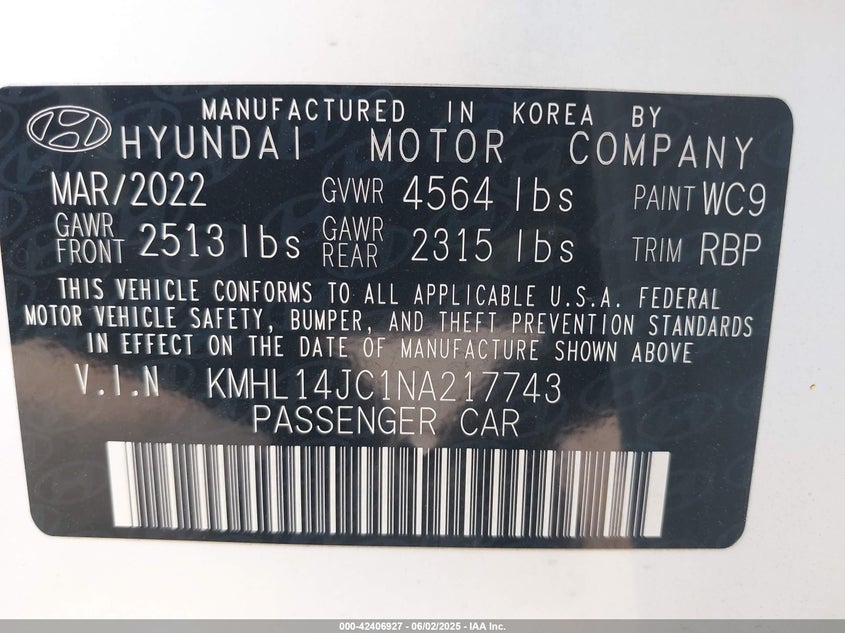 MANUFACTURED IN KOREA BY
HYUNDAI MOTOR COMPANY
MAR/2022 GVWR 4564 lbs PAINT WC9
GAWR FRONT 2513 lbs GAWR REAR 2315 lbs TRIM RBP
THIS VEHICLE CONFORMS TO ALL APPLICABLE U.S.A. FEDERAL
MOTOR VEHICLE SAFETY, BUMPER, AND THEFT PREVENTION STANDARDS
IN EFFECT ON THE DATE OF MANUFACTURE SHOWN ABOVE
V.I.N KMHL14JC1NA217743
PASSENGER CAR
000-42406927 - 06/02/2025 - IAA Inc.